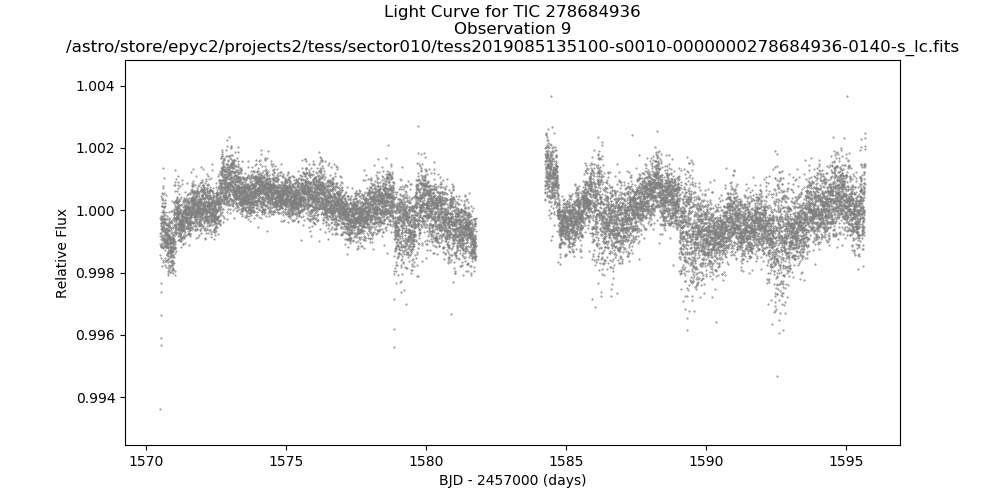 Light Curve for TIC 278684936
Observation 9
/astro/store/epyc2/projects2/tess/sector010/tess2019085135100-s0010-0000000278684936-0140-s_lc.fits
1.004
1.002
1.000
0.998
0.996
0.994
Relative Flux
1570
1575
1580
1585
1590
1595
BJD - 2457000 (days)